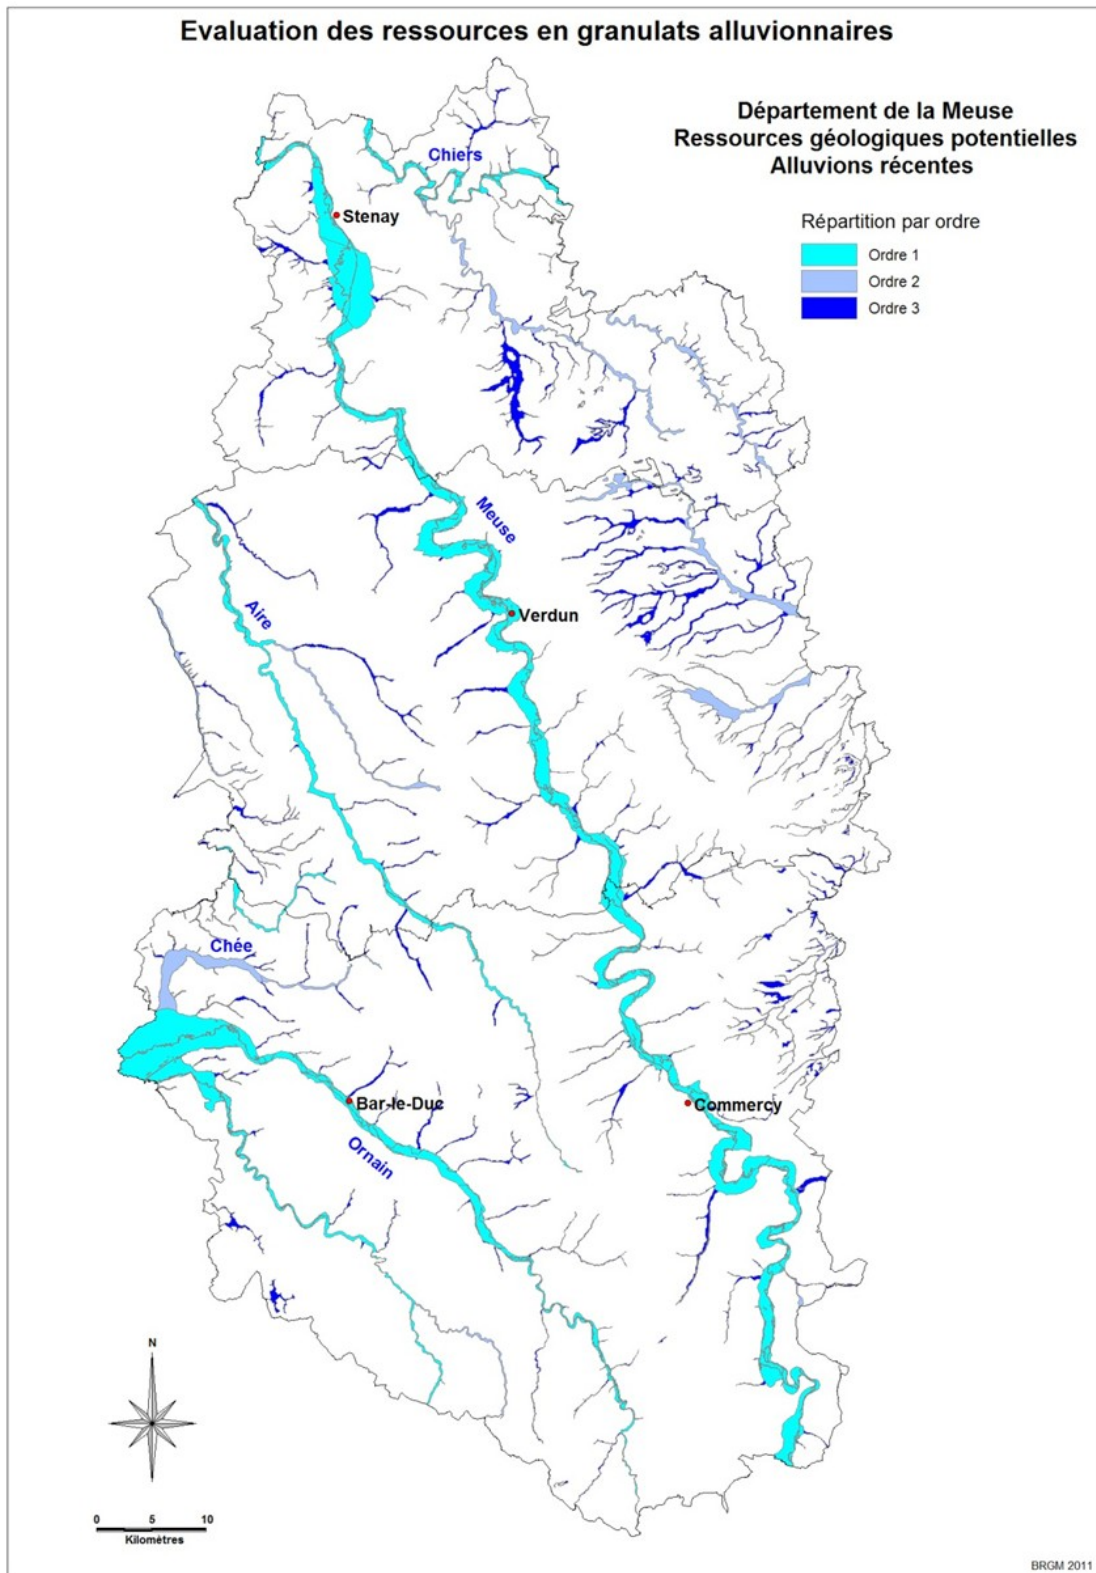 Evaluation des ressources en granulats alluvionnaires
Département de la Meuse
Ressources géologiques potentielles
Alluvions récentes
Répartition par ordre
Ordre 1
Ordre 2
Ordre 3
Chiers
Stenay
Meuse
Aire
Verdun
Chée
Bar-le-Duc
Commercy
Ornain
N
0 5 10
Kilomètres
BRGM 2011